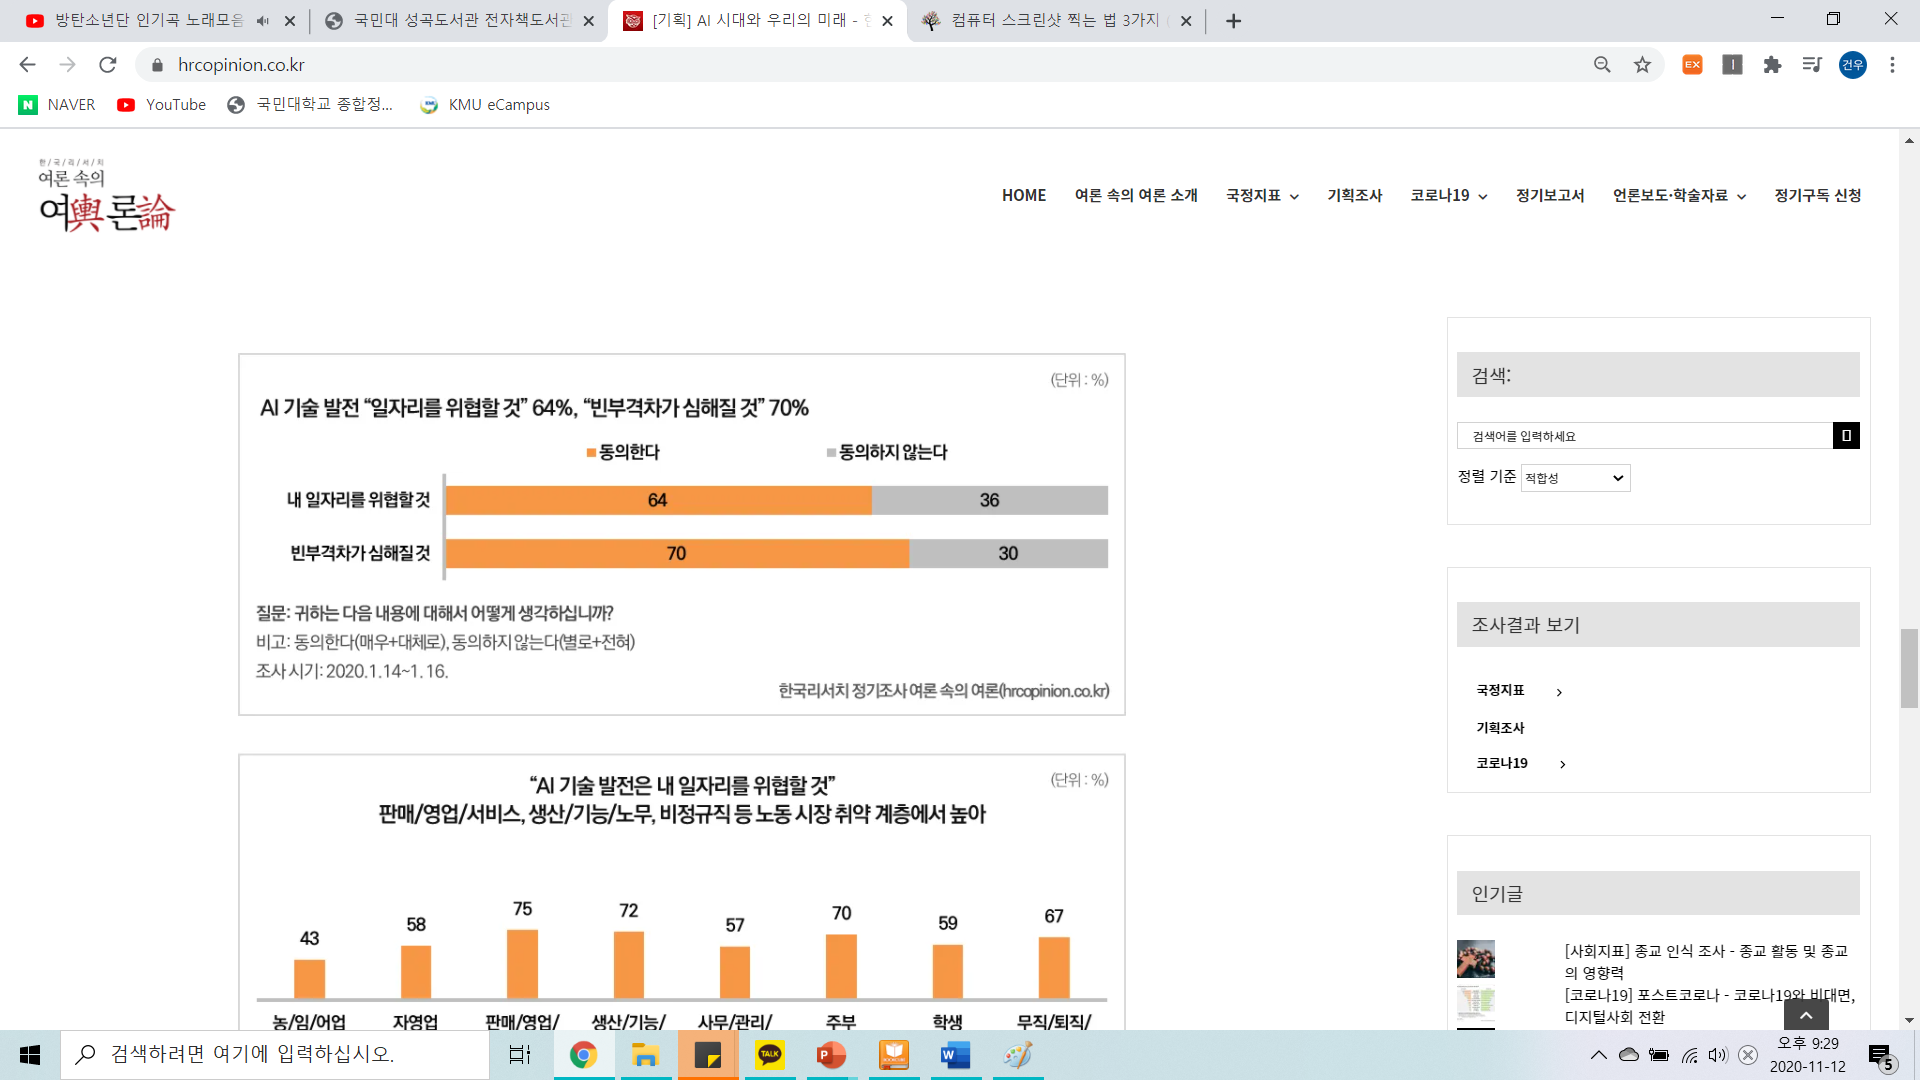 방탄소년단 인기곡 노래모음
국민대 성곡도서관 전자책도서관
[기획] AI 시대와 우리의 미래 -
컴퓨터 스크린샷 찍는 법 3가지
hrcopinion.co.kr
EX
건우
NAVER
YouTube
국민대학교 종합정...
KMU eCampus
한/국/리/서/치
여론 속의
여輿론論
HOME
여론 속의 여론 소개
국정지표
기획조사
코로나19
정기보고서
언론보도·학술자료
정기구독 신청
(단위 : %)
AI 기술 발전 “일자리를 위협할 것” 64%, “빈부격차가 심해질 것” 70%
동의한다 동의하지 않는다
내 일자리를 위협할 것 64 36
빈부격차가 심해질 것 70 30
질문: 귀하는 다음 내용에 대해서 어떻게 생각하십니까?
비고: 동의한다(매우+대체로), 동의하지 않는다(별로+전혀)
조사 시기: 2020.1.14~1. 16.
한국리서치 정기조사 여론 속의 여론(hrcopinion.co.kr)
“AI 기술 발전은 내 일자리를 위협할 것”
(단위 : %)
판매/영업/서비스, 생산/기능/노무, 비정규직 등 노동 시장 취약 계층에서 높아
43 58 75 72 57 70 59 67
농/임/어업 자영업 판매/영업/ 생산/기능/ 사무/관리/ 주부 학생 무직/퇴직/
검색:
검색어를 입력하세요
정렬 기준 적합성
조사결과 보기
국정지표
기획조사
코로나19
인기글
[사회지표] 종교 인식 조사 - 종교 활동 및 종교
의 영향력
[코로나19] 포스트코로나 - 코로나19와 비대면,
디지털사회 전환
검색하려면 여기에 입력하십시오.
TALK
오후 9:29
2020-11-12
5